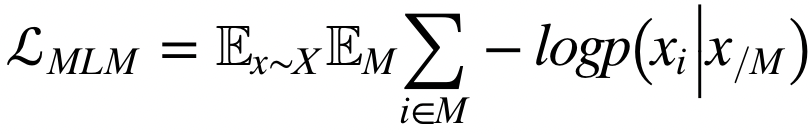 ℒ_{MLM} = 𝔼_{x∼X}𝔼_M ∑_{i∈M} − logp(x_i|x_{/M})